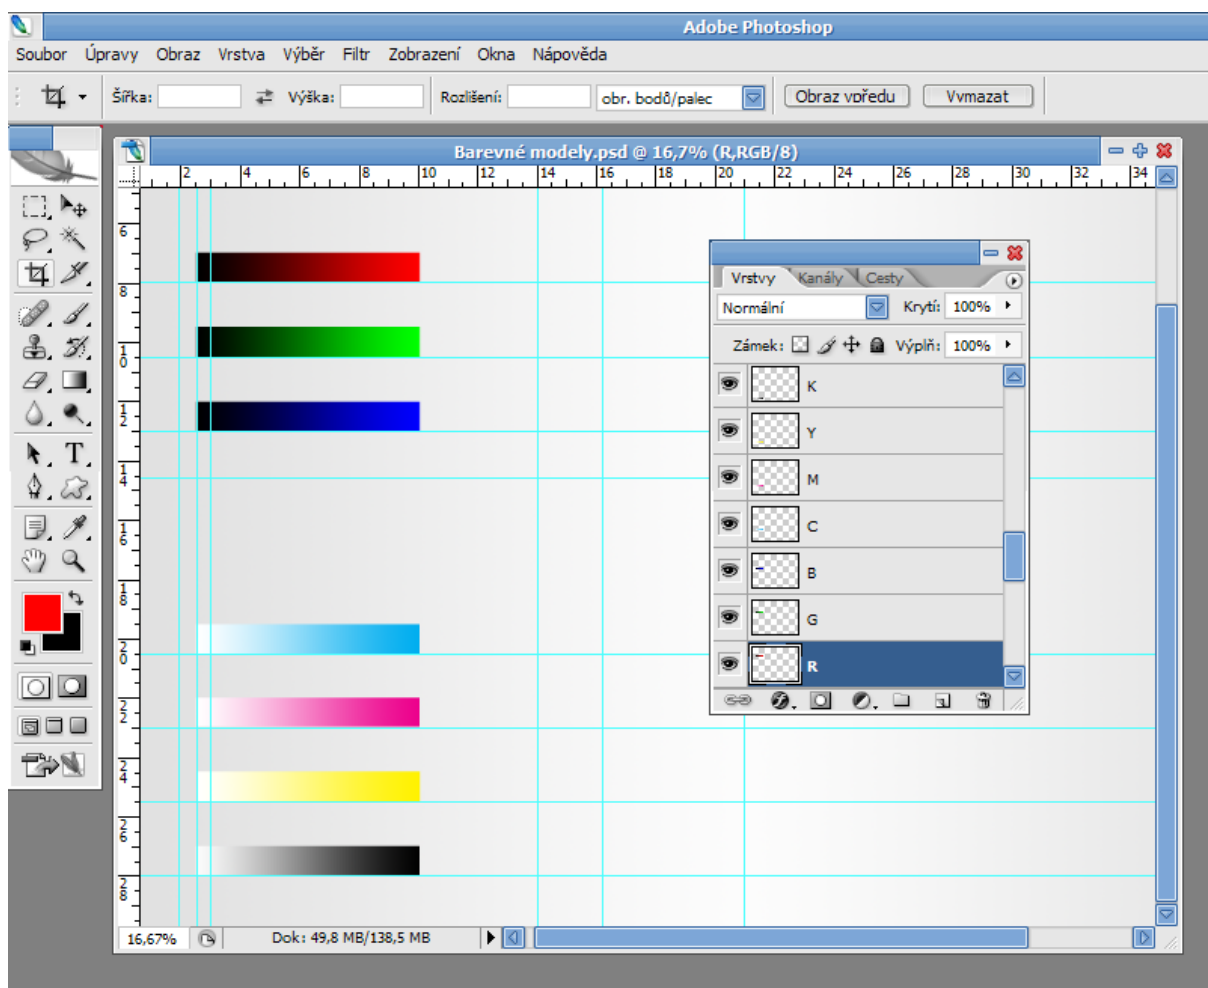 Adobe Photoshop
Soubor Úpravy Obraz Vrstva Výběr Filtr Zobrazení Okna Nápověda
Šířka: Výška: Rozlišení: obr. bodů/palec Obraz vpředu Vymazat
Barevné modely.psd @ 16,7% (R,RGB/8)
2 4 6 8 10 12 14 16 18 20 22 24 26 28 30 32 34
6
8
10
12
14
16
18
20
22
24
26
28
Vrstvy Kanály Cesty
Normální Krytí: 100%
Zámek: Výplň: 100%
K
Y
M
C
B
G
R
T
16,67% Dok: 49,8 MB/138,5 MB